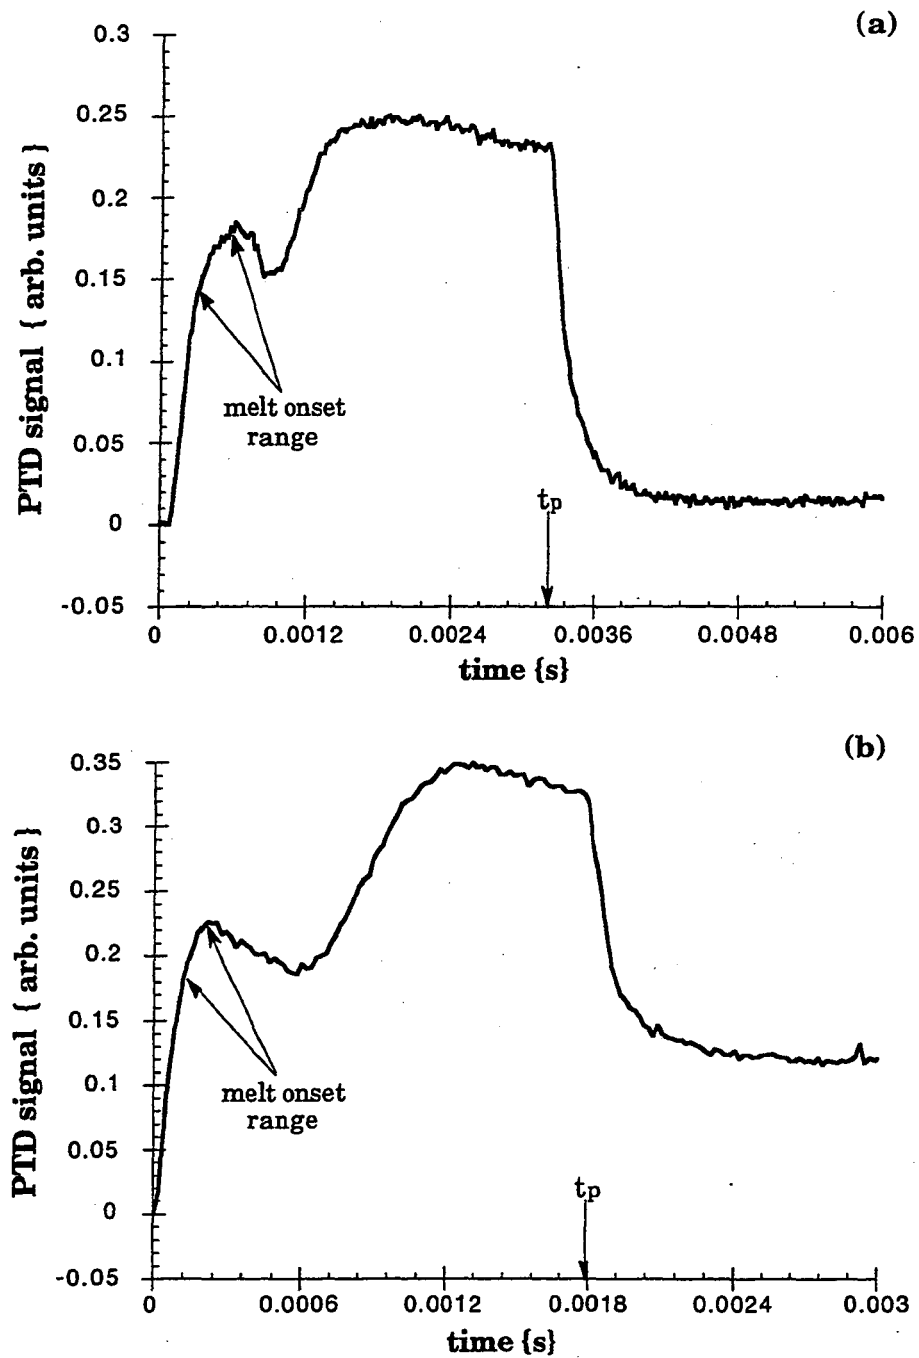 (a)
PTD signal { arb. units }
0.3
0.25
0.2
0.15
0.1
0.05
0
-0.05
melt onset
range
tp
0 0.0012 0.0024 0.0036 0.0048 0.006
time {s}
(b)
PTD signal { arb. units }
0.35
0.3
0.25
0.2
0.15
0.1
0.05
0
-0.05
melt onset
range
tp
0 0.0006 0.0012 0.0018 0.0024 0.003
time {s}